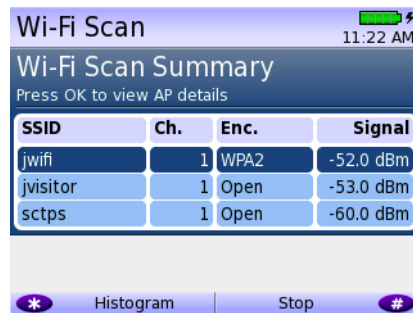 Wi-Fi Scan
11:22 AM
Wi-Fi Scan Summary
Press OK to view AP details
SSID Ch. Enc. Signal
jwifi 1 WPA2 -52.0 dBm
jvisitor 1 Open -53.0 dBm
sctps 1 Open -60.0 dBm
* Histogram Stop #